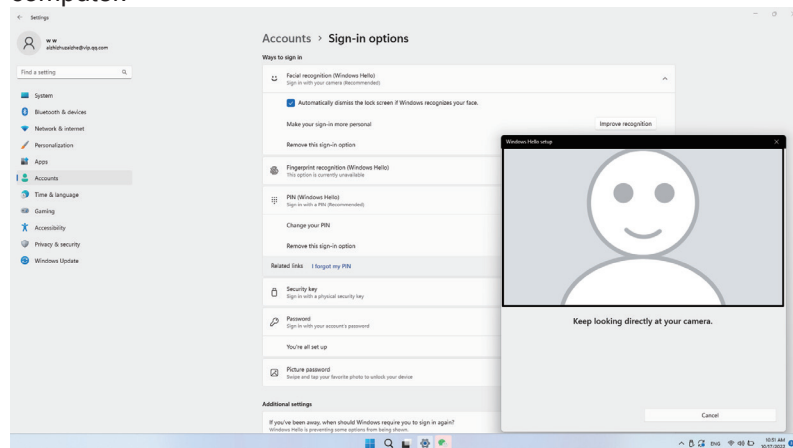 computer.
Settings
w w
Find a setting
System
Bluetooth & devices
Network & internet
Personalization
Apps
Accounts
Time & language
Gaming
Accessibility
Privacy & security
Windows Update
Accounts > Sign-in options
Ways to sign in
Facial recognition (Windows Hello)
Sign in with your camera (Recommended)
Automatically dismiss the lock screen if Windows recognizes your face.
Make your sign-in more personal
Improve recognition
Remove this sign-in option
Fingerprint recognition (Windows Hello)
This option is currently unavailable
PIN (Windows Hello)
Sign in with a PIN (Recommended)
Change your PIN
Remove this sign-in option
Related links I forgot my PIN
Security key
Sign in with a physical security key
Password
Sign in with your account's password
You're all set up
Picture password
Swipe and tap your favorite photo to unlock your device
Additional settings
If you've been away, when should Windows require you to sign in again?
Windows Hello is preventing some options from being shown.
Windows Hello setup
Keep looking directly at your camera.
Cancel
ENG
10:51 AM
10/17/2022